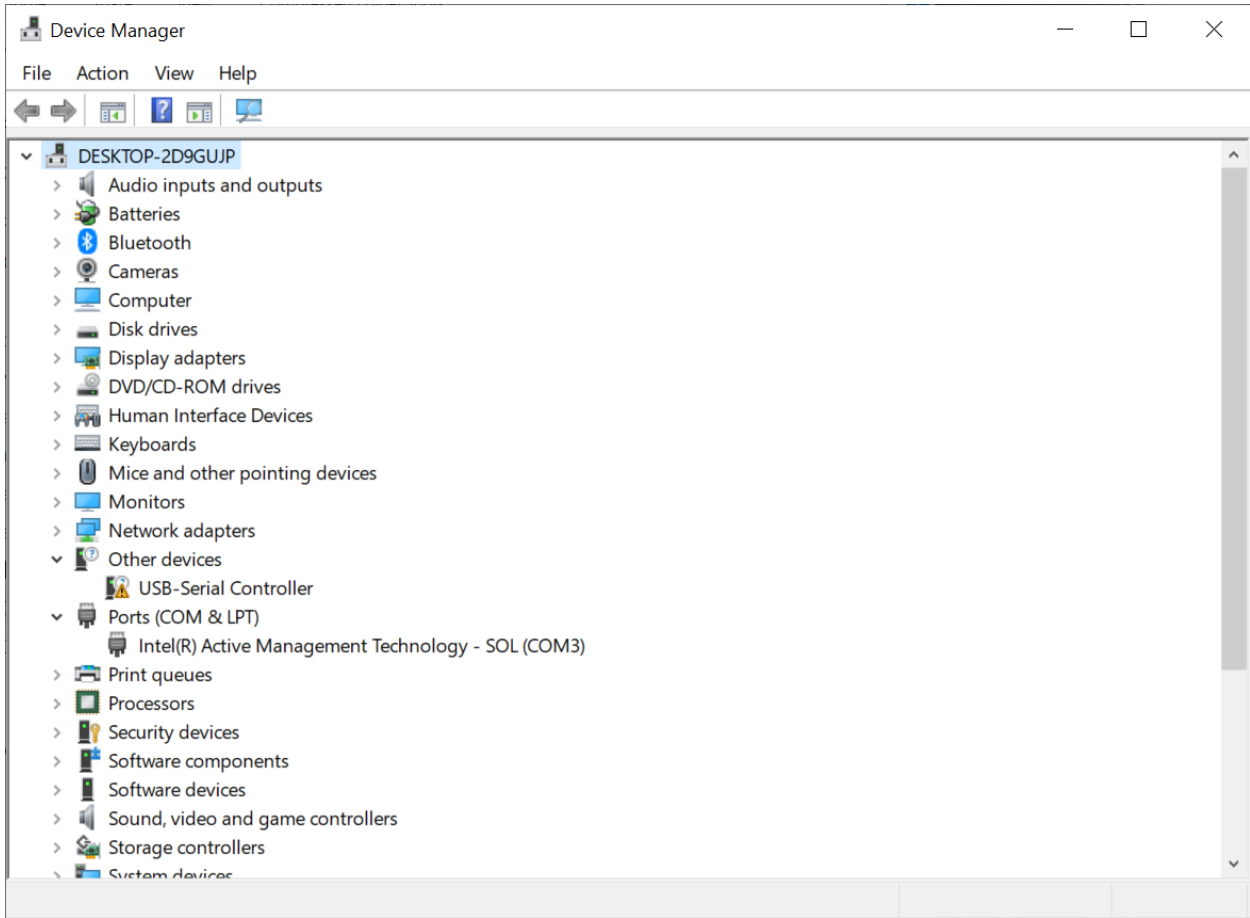 Device Manager
File Action View Help
DESKTOP-2D9GUJP
Audio inputs and outputs
Batteries
Bluetooth
Cameras
Computer
Disk drives
Display adapters
DVD/CD-ROM drives
Human Interface Devices
Keyboards
Mice and other pointing devices
Monitors
Network adapters
Other devices
USB-Serial Controller
Ports (COM & LPT)
Intel(R) Active Management Technology - SOL (COM3)
Print queues
Processors
Security devices
Software components
Software devices
Sound, video and game controllers
Storage controllers
System devices